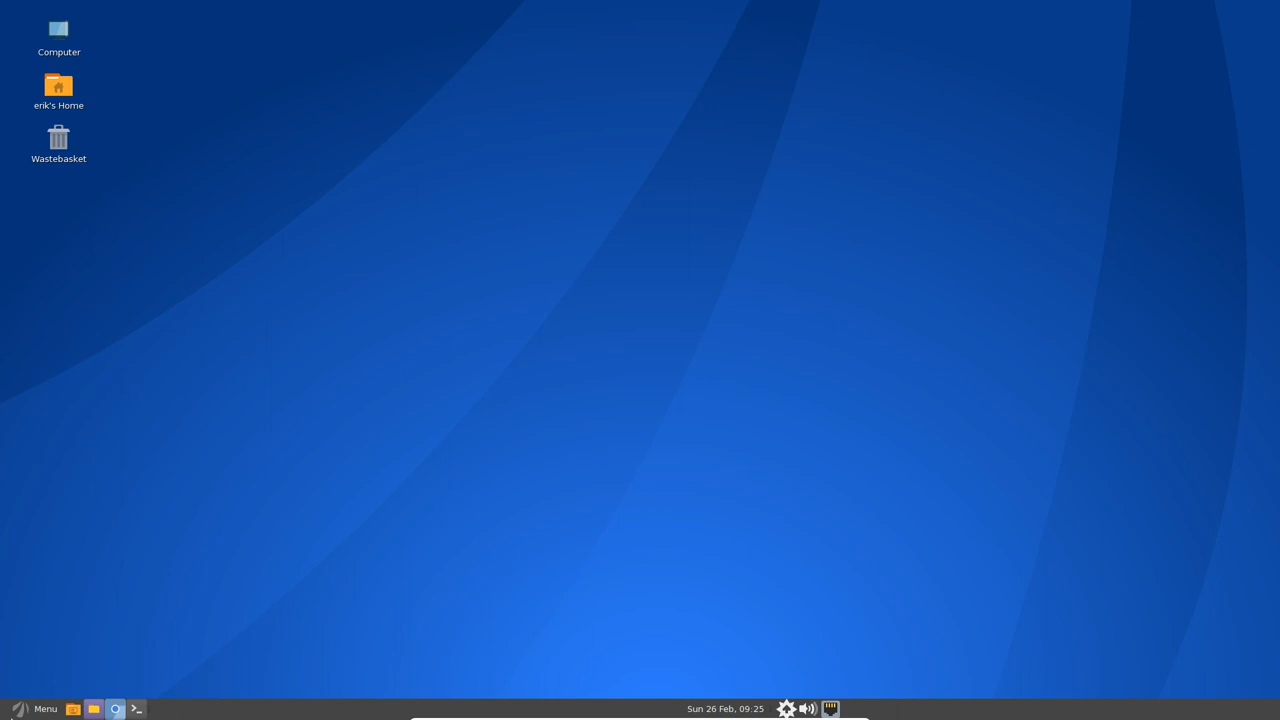 Computer
erik's Home
Wastebasket
Menu
Sun 26 Feb, 09:25